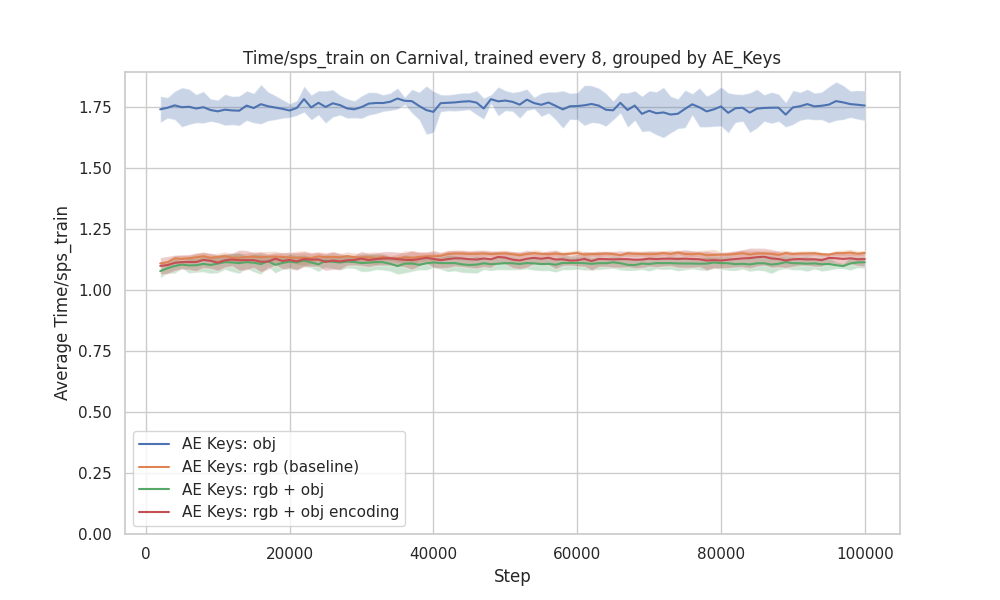 Time/sps_train on Carnival, trained every 8, grouped by AE_Keys
Average Time/sps_train
1.75
1.50
1.25
1.00
0.75
0.50
0.25
0.00
AE Keys: obj
AE Keys: rgb (baseline)
AE Keys: rgb + obj
AE Keys: rgb + obj encoding
0
20000
40000
60000
80000
100000
Step